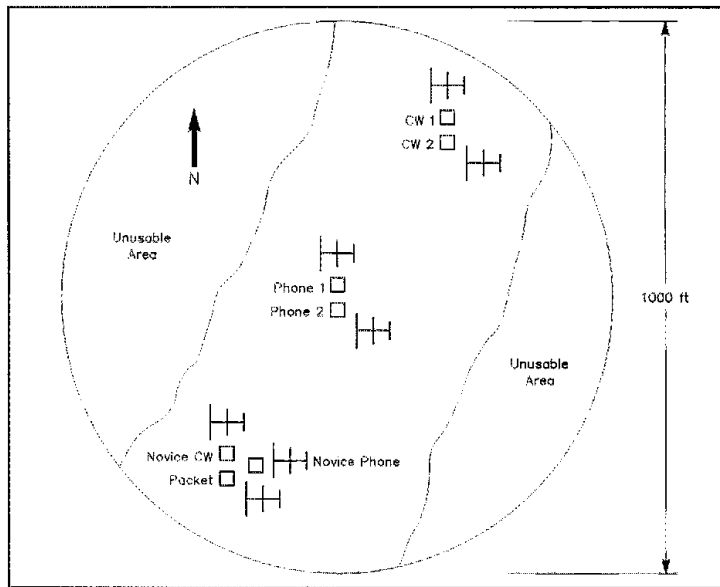 CW 1
CW 2
N
Unusable
Area
Phone 1
Phone 2
1000 ft
Unusable
Area
Novice CW
Novice Phone
Packet